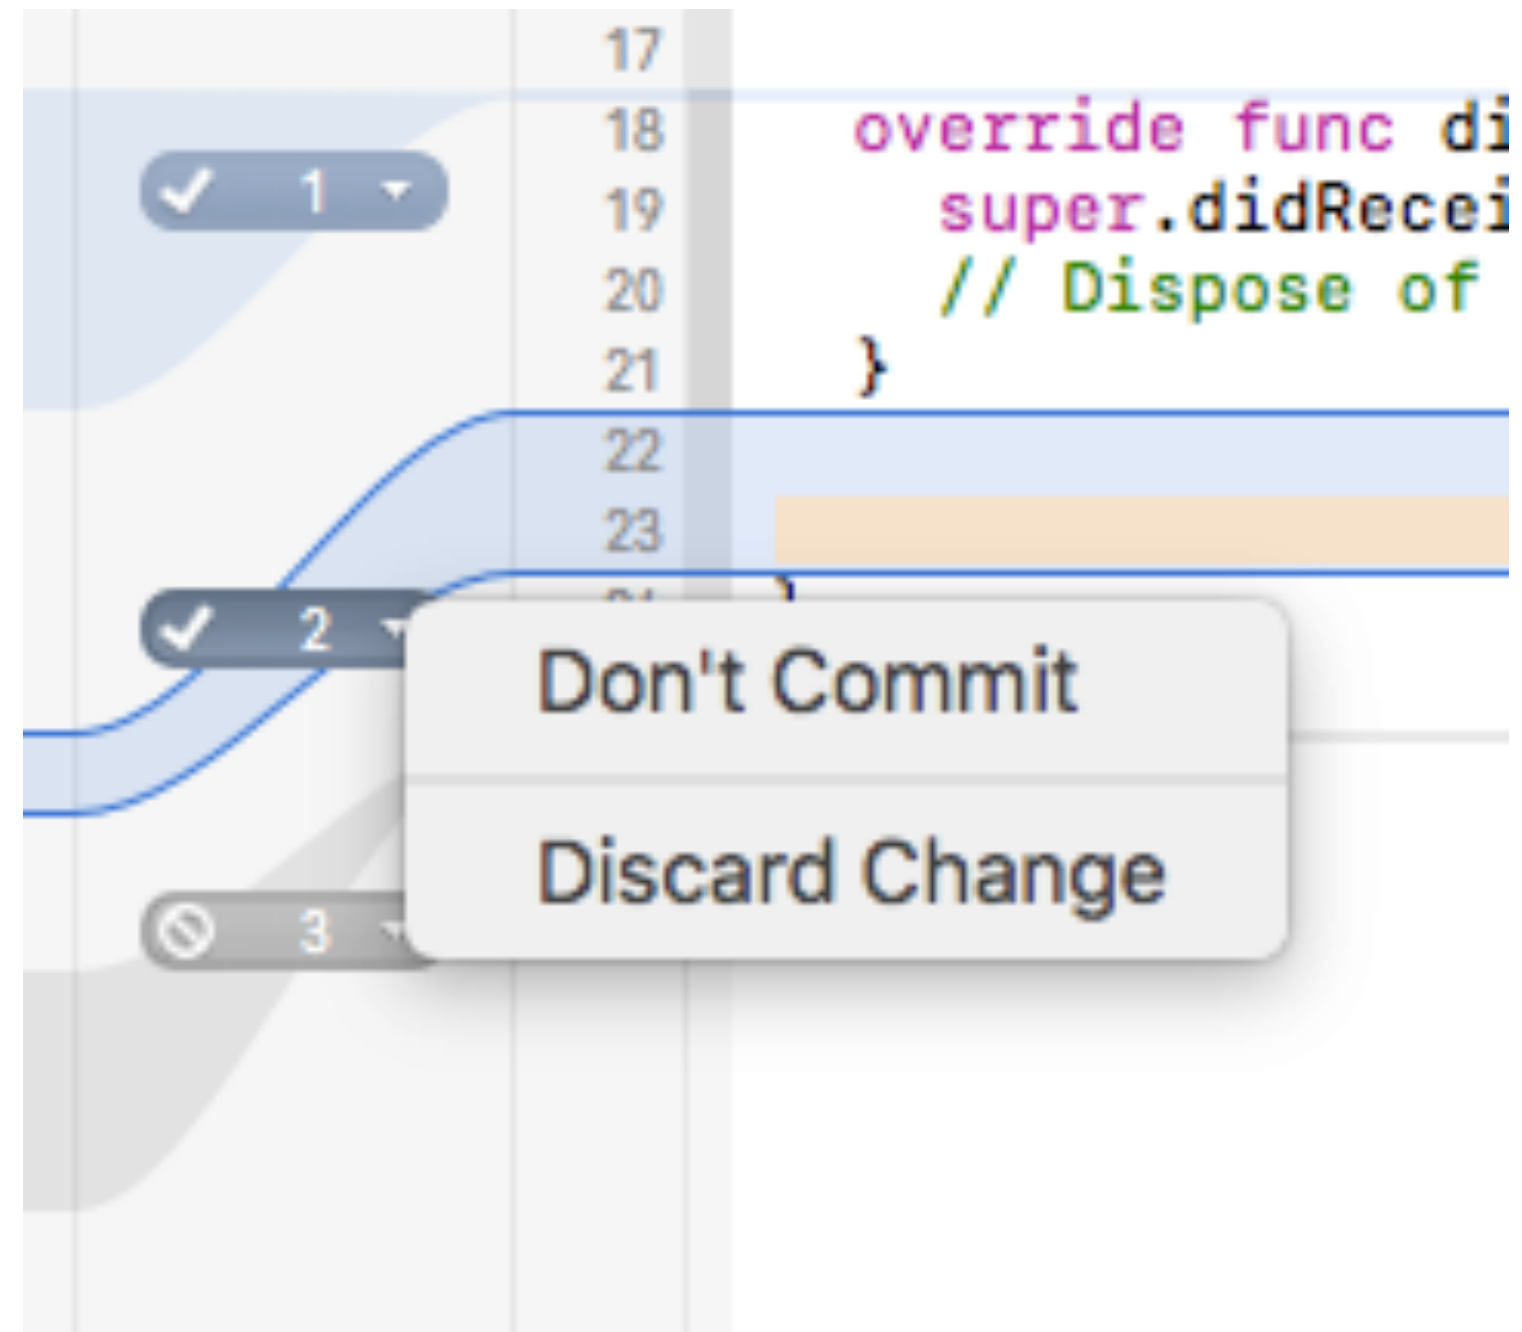 17
18 override func di
1 19 super.didRecei
20 // Dispose of
21 }
22
23
2
Don't Commit
Discard Change
3